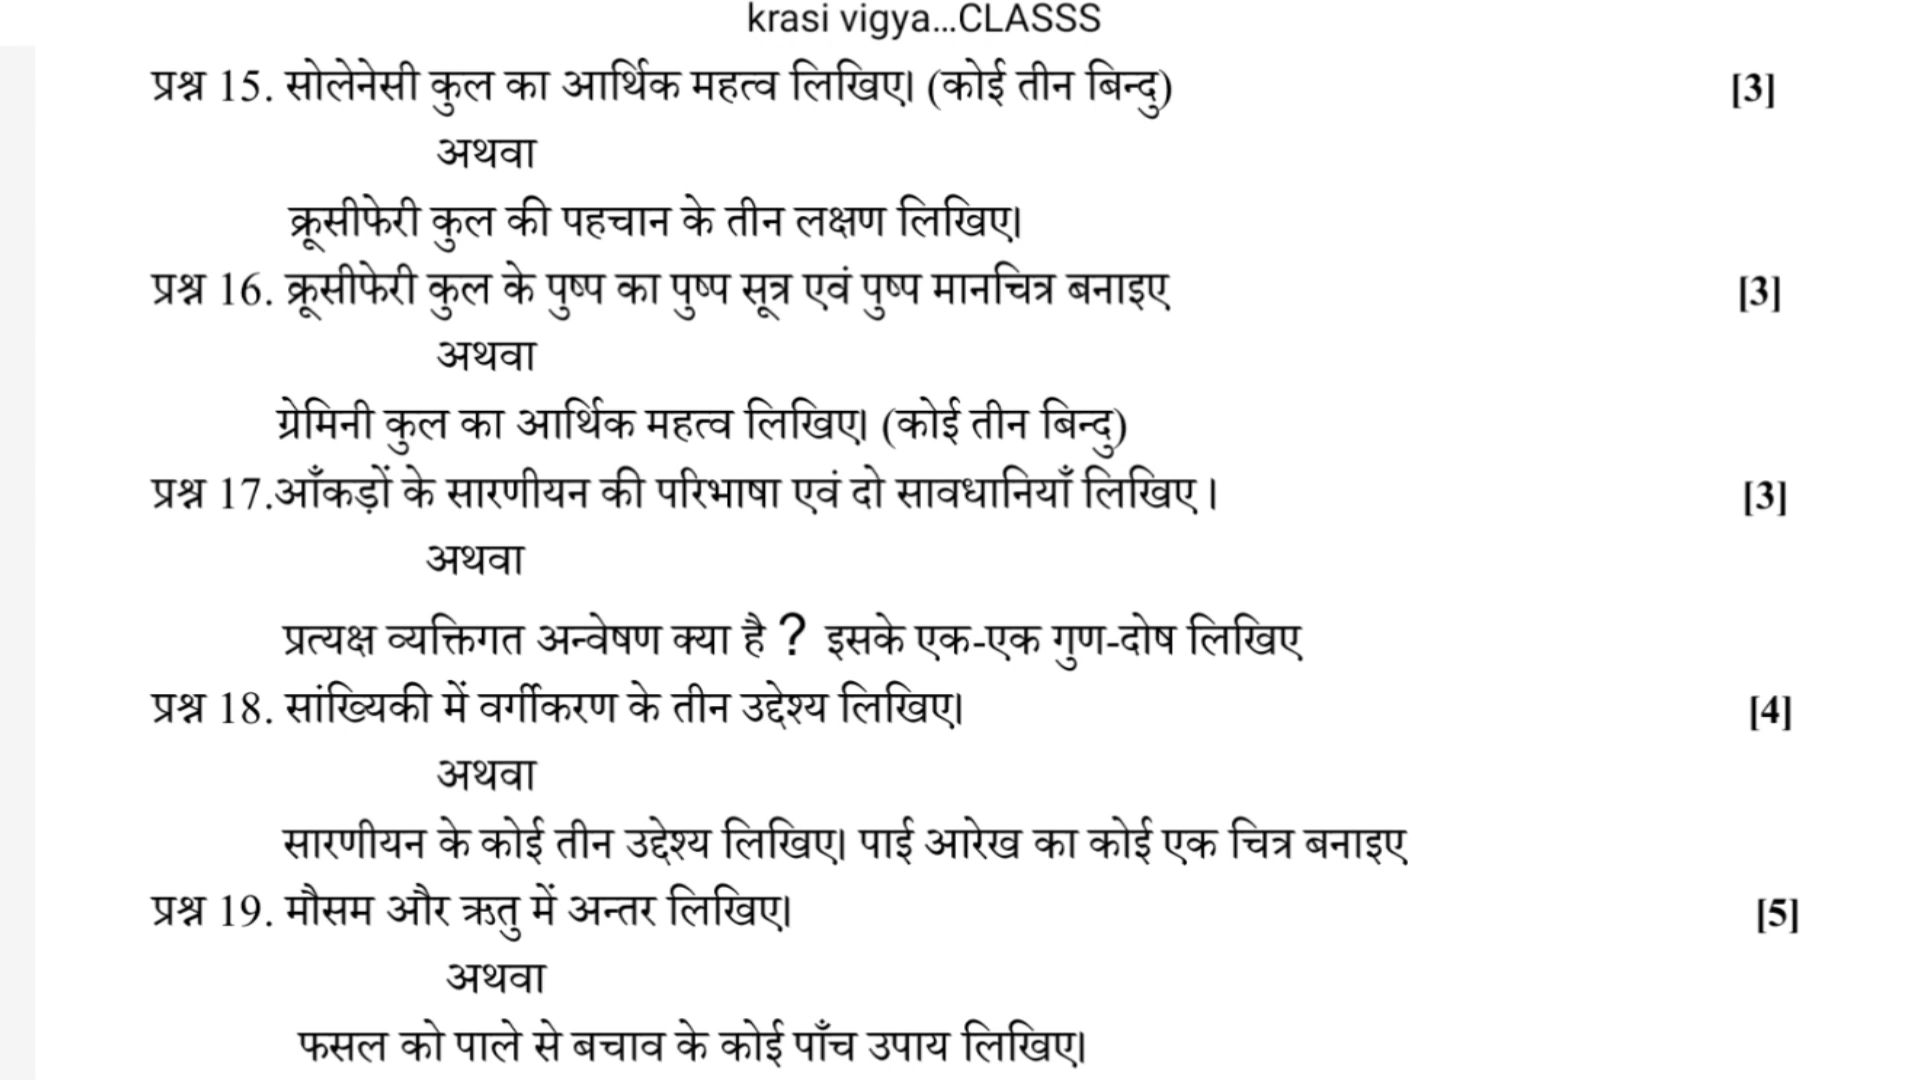 krasi vigya...CLASSS
प्रश्न 15. सोलेनेसी कुल का आर्थिक महत्व लिखिए। (कोई तीन बिन्दु) [3]
अथवा
क्रूसीफेरी कुल की पहचान के तीन लक्षण लिखिए।
प्रश्न 16. क्रूसीफेरी कुल के पुष्प का पुष्प सूत्र एवं पुष्प मानचित्र बनाइए [3]
अथवा
ग्रेमिनी कुल का आर्थिक महत्व लिखिए। (कोई तीन बिन्दु)
प्रश्न 17.आँकड़ों के सारणीयन की परिभाषा एवं दो सावधानियाँ लिखिए । [3]
अथवा
प्रत्यक्ष व्यक्तिगत अन्वेषण क्या है ? इसके एक-एक गुण-दोष लिखिए
प्रश्न 18. सांख्यिकी में वर्गीकरण के तीन उद्देश्य लिखिए। [4]
अथवा
सारणीयन के कोई तीन उद्देश्य लिखिए। पाई आरेख का कोई एक चित्र बनाइए
प्रश्न 19. मौसम और ऋतु में अन्तर लिखिए। [5]
अथवा
फसल को पाले से बचाव के कोई पाँच उपाय लिखिए।